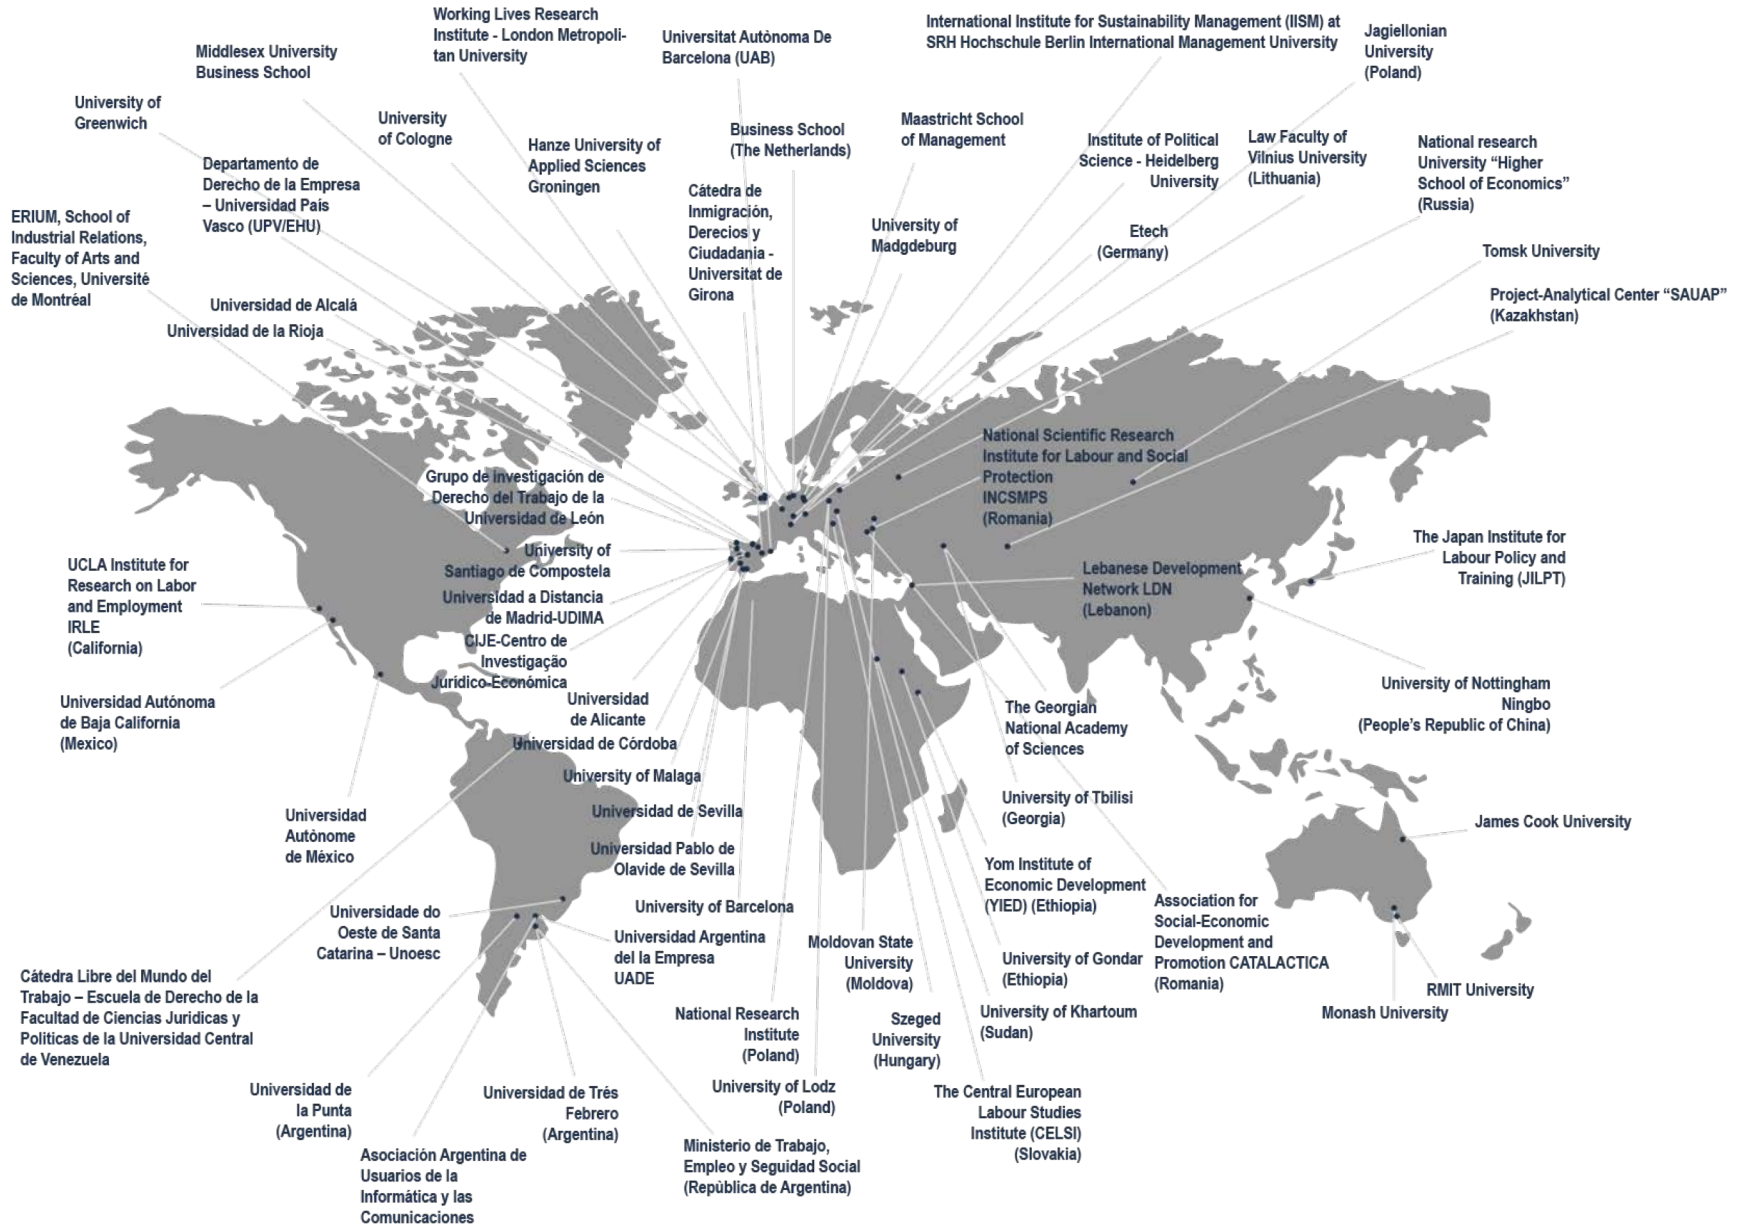 Working Lives Research
Institute - London Metropoli-
tan University
Middlesex University
Business School
Universitat Autònoma De
Barcelona (UAB)
International Institute for Sustainability Management (IISM) at
SRH Hochschule Berlin International Management University
Jagiellonian
University
(Poland)
University of
Greenwich
University
of Cologne
Hanze University of
Applied Sciences
Groningen
Business School
(The Netherlands)
Maastricht School
of Management
Institute of Political
Science - Heidelberg
University
Law Faculty of
Vilnius University
(Lithuania)
National research
University “Higher
School of Economics”
(Russia)
Departamento de
Derecho de la Empresa
– Universidad País
Vasco (UPV/EHU)
Cátedra de
Inmigración,
Derecios y
Ciudadania -
Universitat de
Girona
University of
Madgdeburg
Etech
(Germany)
ERIUM, School of
Industrial Relations,
Faculty of Arts and
Sciences, Université
de Montréal
Tomsk University
Project-Analytical Center “SAUAP”
(Kazakhstan)
Universidad de Alcalá
Universidad de la Rioja
National Scientific Research
Institute for Labour and Social
Protection
INCSMPS
(Romania)
Grupo de investigación de
Derecho del Trabajo de la
Universidad de León
University of
Santiago de Compostela
Universidad a Distancia
de Madrid-UDIMA
CIJE-Centro de
Investigação
Jurídico-Económica
UCLA Institute for
Research on Labor
and Employment
IRLE
(California)
Lebanese Development
Network LDN
(Lebanon)
The Japan Institute for
Labour Policy and
Training (JILPT)
Universidad Autónoma
de Baja California
(Mexico)
Universidad
de Alicante
Universidad de Córdoba
University of Malaga
Universidad de Sevilla
Universidad Pablo de
Olavide de Sevilla
University of Barcelona
The Georgian
National Academy
of Sciences
University of Nottingham
Ningbo
(People’s Republic of China)
University of Tbilisi
(Georgia)
James Cook University
Universidad
Autònome
de México
Yom Institute of
Economic Development
(YIED) (Ethiopia)
Association for
Social-Economic
Development and
Promotion CATALACTICA
(Romania)
Universidade do
Oeste de Santa
Catarina – Unoesc
Universidad Argentina
del la Empresa
UADE
Moldovan State
University
(Moldova)
University of Gondar
(Ethiopia)
RMIT University
Monash University
Cátedra Libre del Mundo del
Trabajo – Escuela de Derecho de la
Facultad de Ciencias Juridicas y
Politicas de la Universidad Central
de Venezuela
National Research
Institute
(Poland)
Szeged
University
(Hungary)
University of Khartoum
(Sudan)
University of Lodz
(Poland)
The Central European
Labour Studies
Institute (CELSI)
(Slovakia)
Universidad de
la Punta
(Argentina)
Universidad de Trés
Febrero
(Argentina)
Asociación Argentina de
Usuarios de la
Informática y las
Comunicaciones
Ministerio de Trabajo,
Empleo y Seguidad Social
(Repùblica de Argentina)